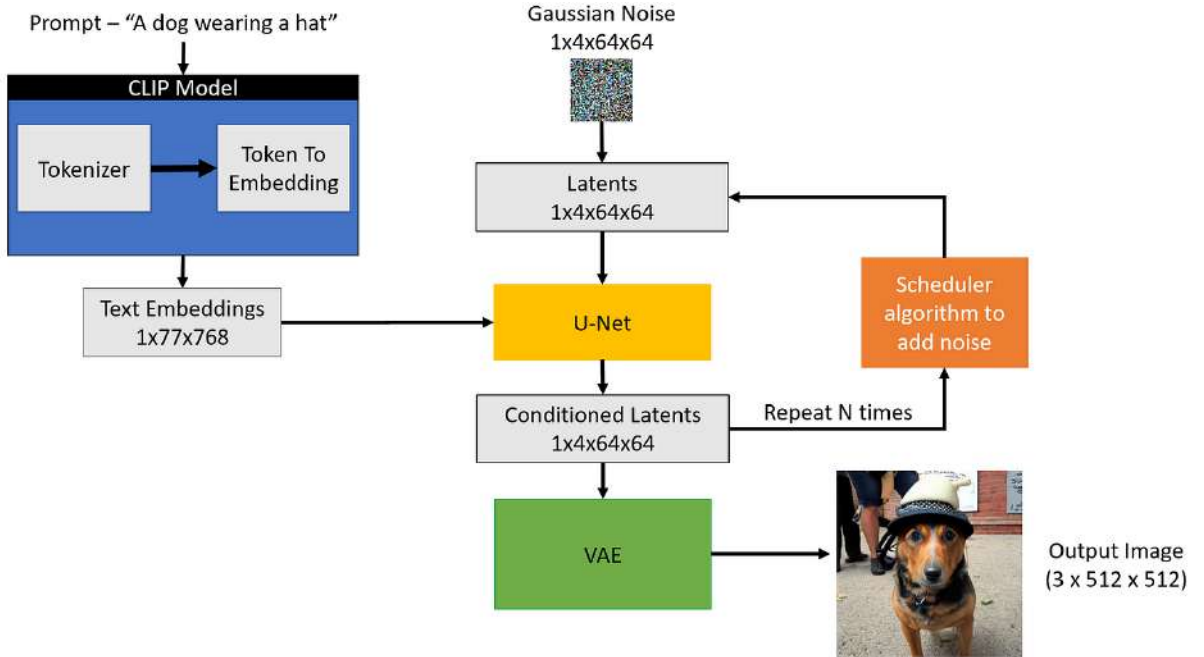 Prompt – “A dog wearing a hat”
CLIP Model
Tokenizer
Token To
Embedding
Text Embeddings
1x77x768
Gaussian Noise
1x4x64x64
Latents
1x4x64x64
U-Net
Conditioned Latents
1x4x64x64
Repeat N times
Scheduler
algorithm to
add noise
VAE
Output Image
(3 x 512 x 512)